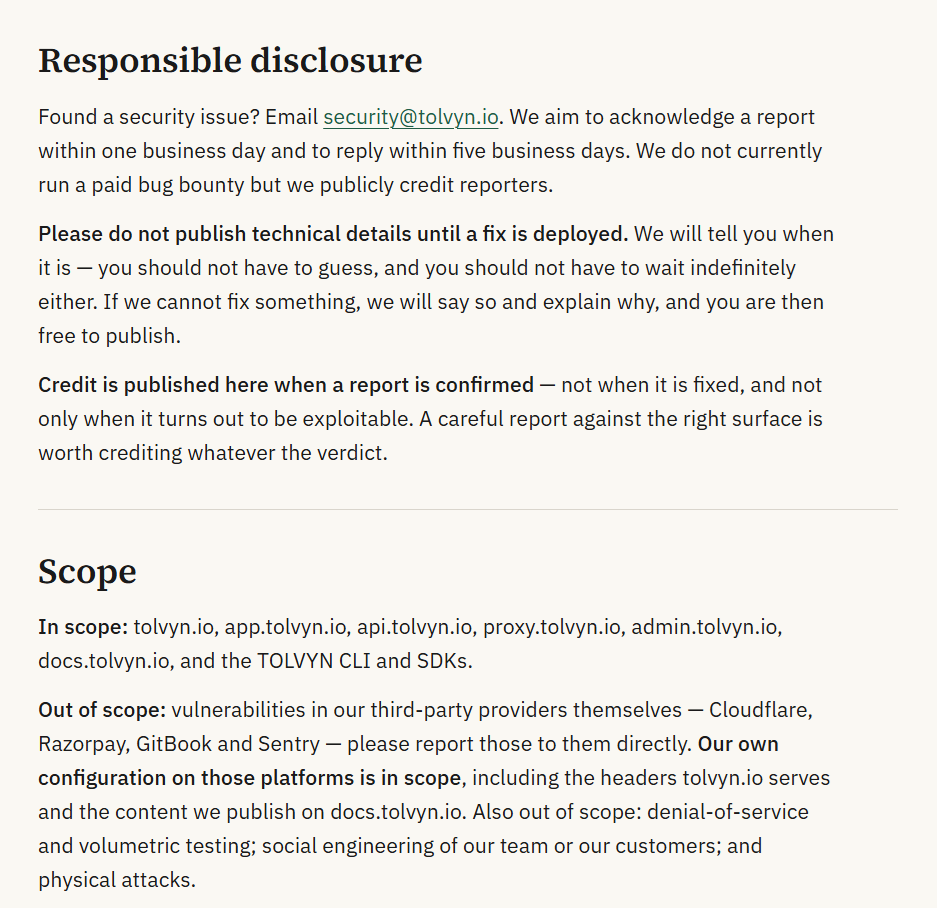 Responsible disclosure
Found a security issue? Email security@tolvyn.io. We aim to acknowledge a report
within one business day and to reply within five business days. We do not currently
run a paid bug bounty but we publicly credit reporters.
Please do not publish technical details until a fix is deployed. We will tell you when
it is — you should not have to guess, and you should not have to wait indefinitely
either. If we cannot fix something, we will say so and explain why, and you are then
free to publish.
Credit is published here when a report is confirmed — not when it is fixed, and not
only when it turns out to be exploitable. A careful report against the right surface is
worth crediting whatever the verdict.
Scope
In scope: tolvyn.io, app.tolvyn.io, api.tolvyn.io, proxy.tolvyn.io, admin.tolvyn.io,
docs.tolvyn.io, and the TOLVYN CLI and SDKs.
Out of scope: vulnerabilities in our third-party providers themselves — Cloudflare,
Razorpay, GitBook and Sentry — please report those to them directly. Our own
configuration on those platforms is in scope, including the headers tolvyn.io serves
and the content we publish on docs.tolvyn.io. Also out of scope: denial-of-service
and volumetric testing; social engineering of our team or our customers; and
physical attacks.